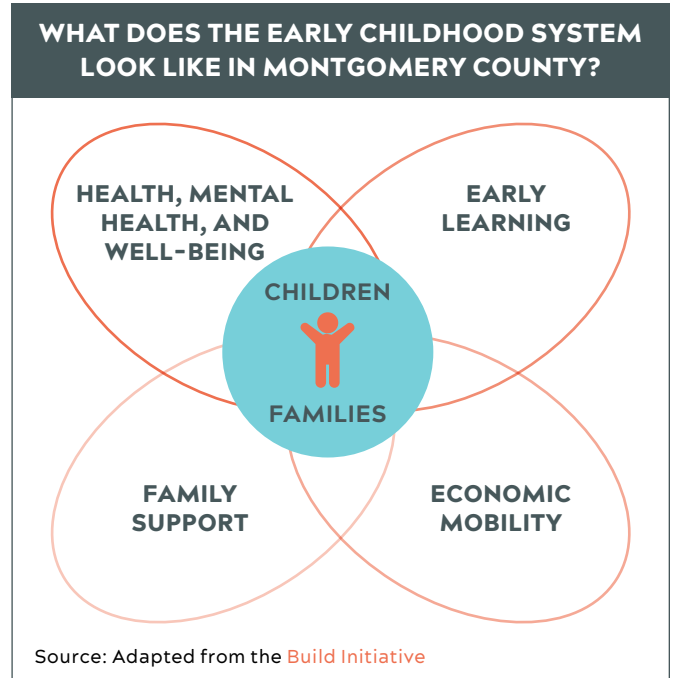 WHAT DOES THE EARLY CHILDHOOD SYSTEM
LOOK LIKE IN MONTGOMERY COUNTY?
HEALTH, MENTAL
HEALTH, AND
WELL-BEING
EARLY
LEARNING
CHILDREN
FAMILIES
FAMILY
SUPPORT
ECONOMIC
MOBILITY
Source: Adapted from the Build Initiative